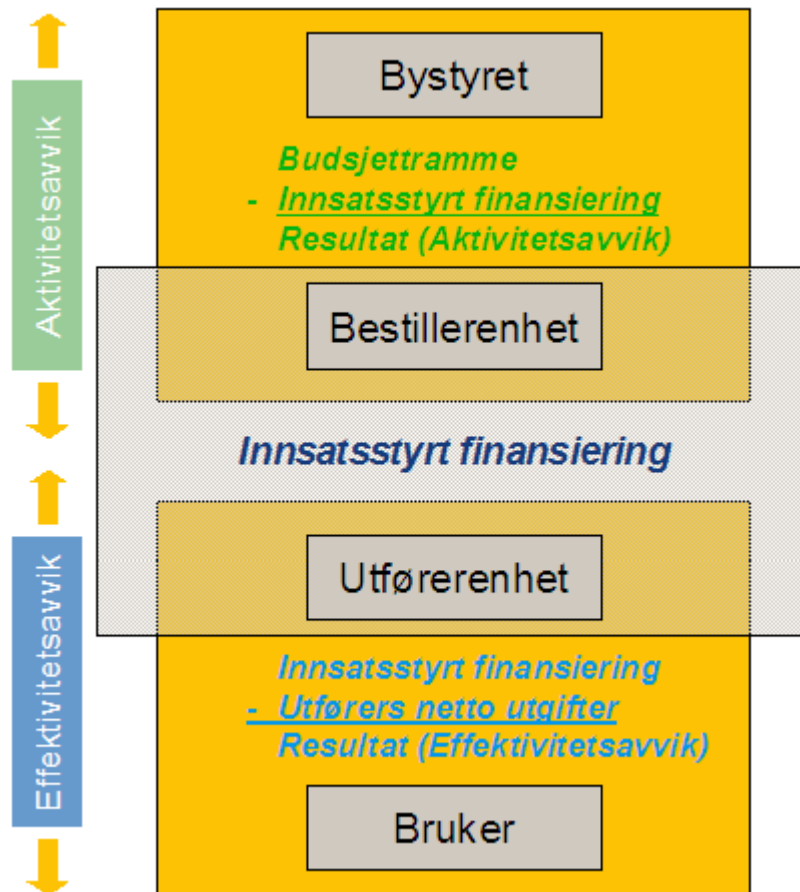 Aktivitetsavvik
Bystyret
Budsjettramme
- Innsatsstyrt finansiering
Resultat (Aktivitetsavvik)
Bestillerenhet
Innsatsstyrt finansiering
Effektivitetsavvik
Utførerenhet
Innsatsstyrt finansiering
- Utførers netto utgifter
Resultat (Effektivitetsavvik)
Bruker